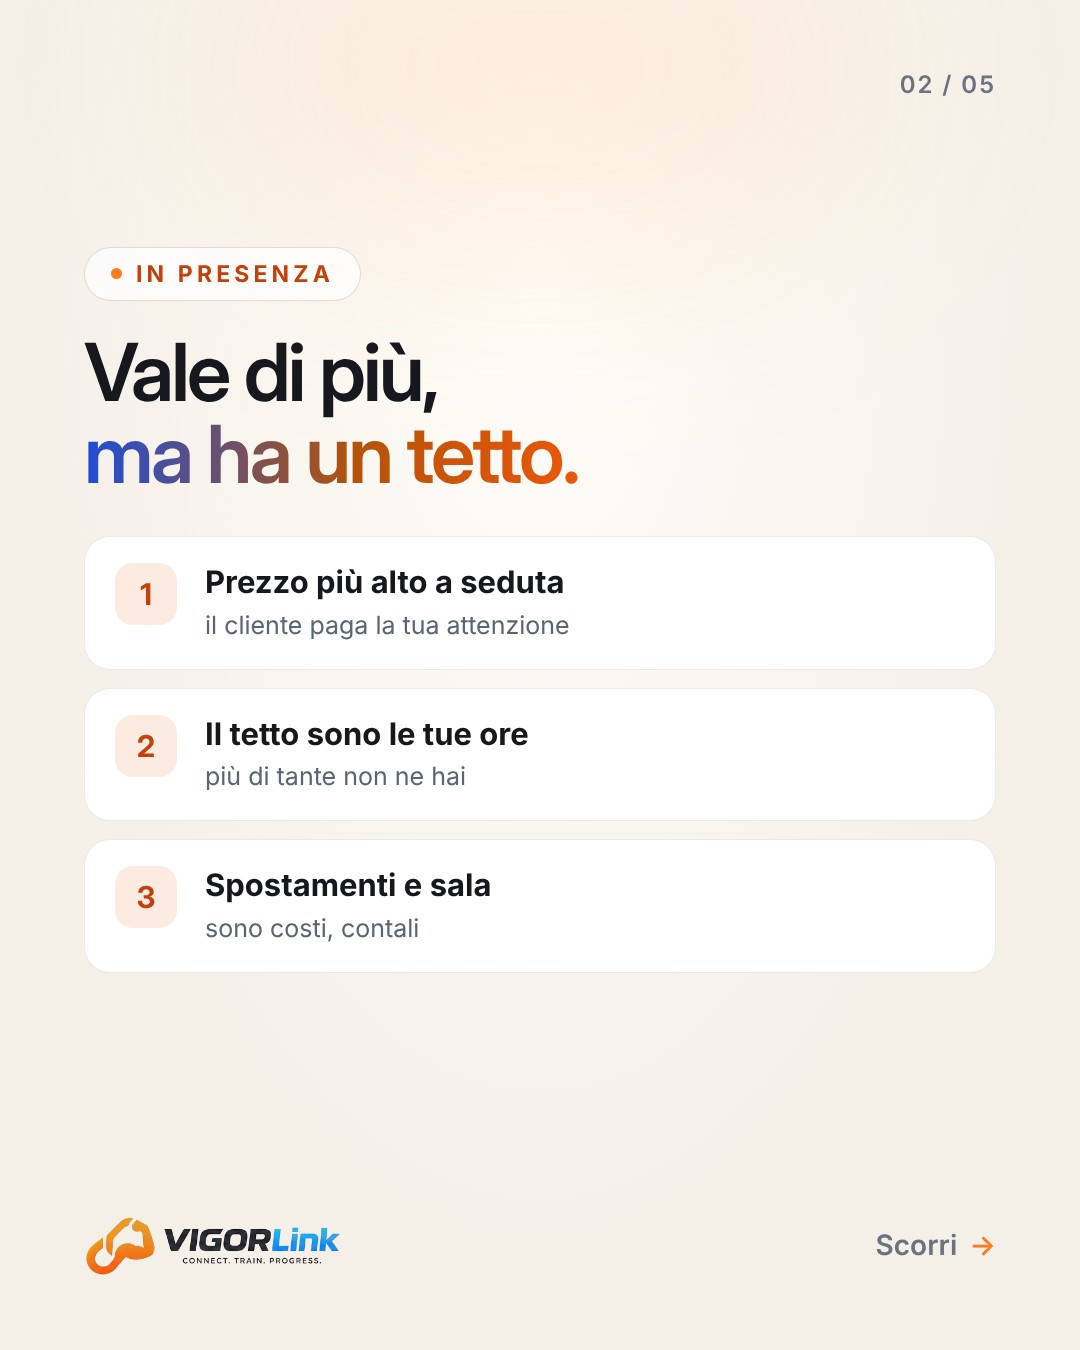 02 / 05
IN PRESENZA
Vale di più,
ma ha un tetto.
1
Prezzo più alto a seduta
il cliente paga la tua attenzione
2
Il tetto sono le tue ore
più di tante non ne hai
3
Spostamenti e sala
sono costi, contali
VIGORLink
CONNECT. TRAIN. PROGRESS.
Scorri →